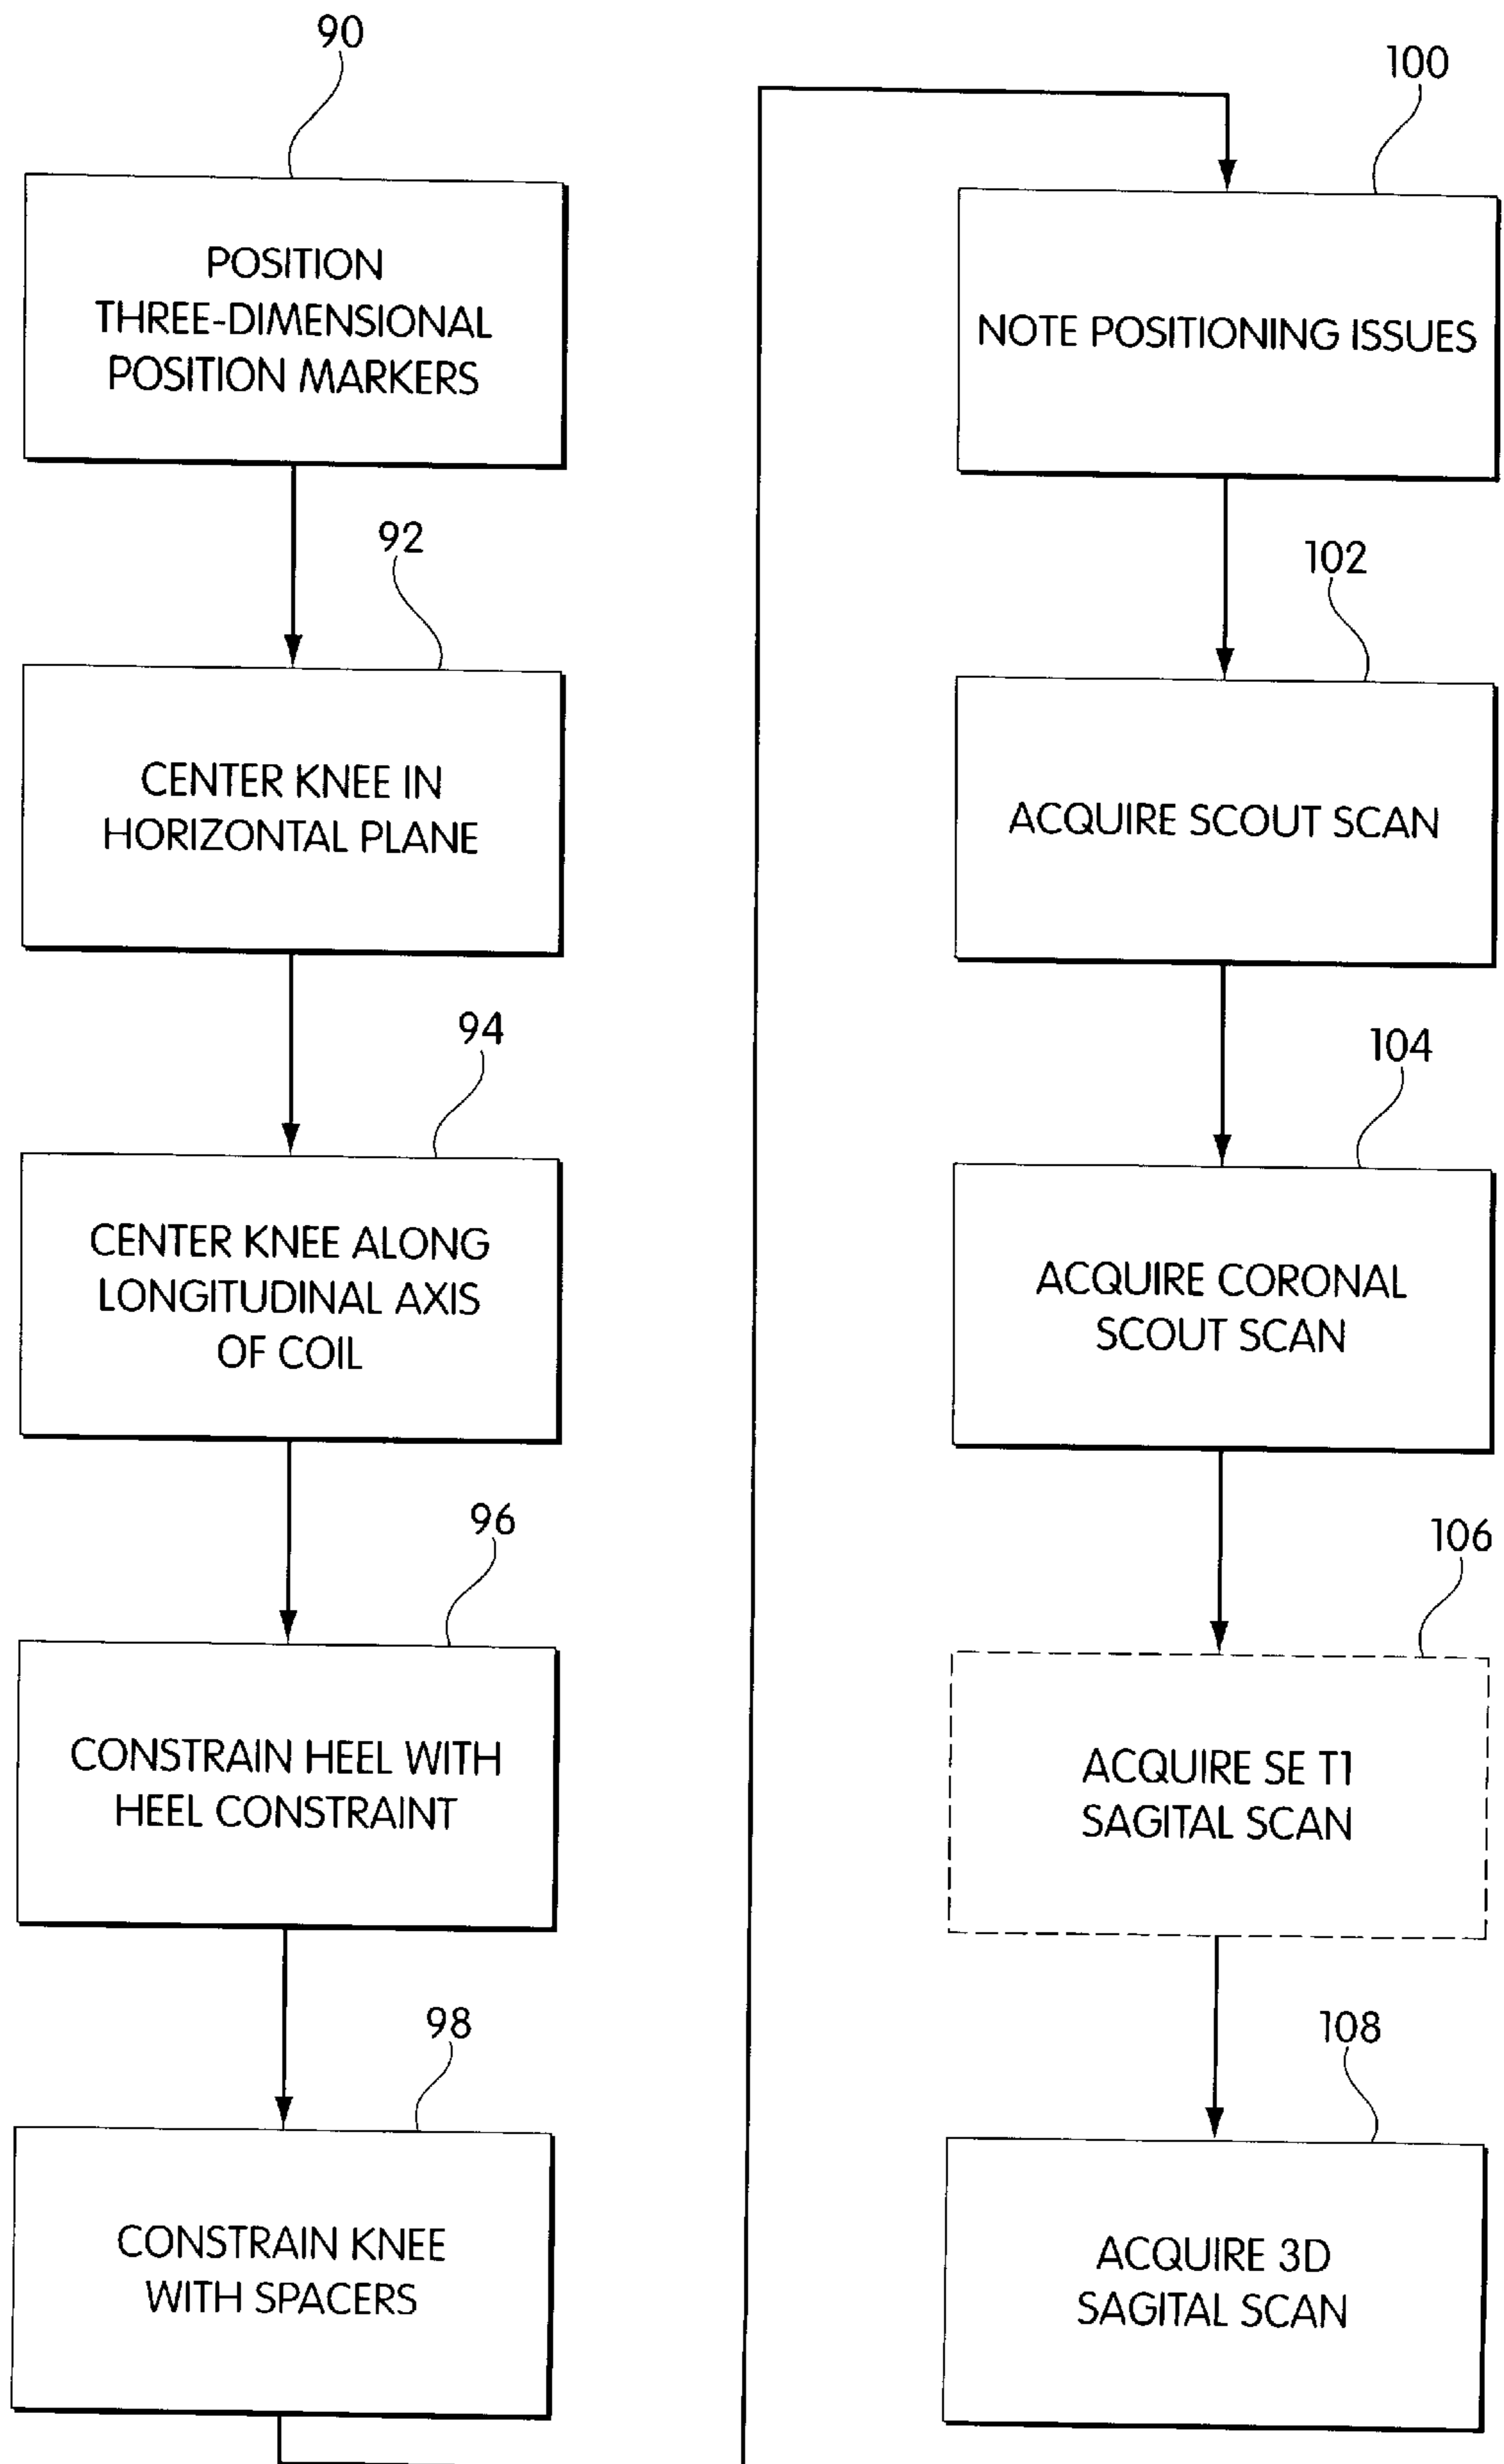 90
POSITION
THREE-DIMENSIONAL
POSITION MARKERS
92
CENTER KNEE IN
HORIZONTAL PLANE
94
CENTER KNEE ALONG
LONGITUDINAL AXIS
OF COIL
96
CONSTRAIN HEEL WITH
HEEL CONSTRAINT
98
CONSTRAIN KNEE
WITH SPACERS
100
NOTE POSITIONING ISSUES
102
ACQUIRE SCOUT SCAN
104
ACQUIRE CORONAL
SCOUT SCAN
106
ACQUIRE SE T1
SAGITAL SCAN
108
ACQUIRE 3D
SAGITAL SCAN